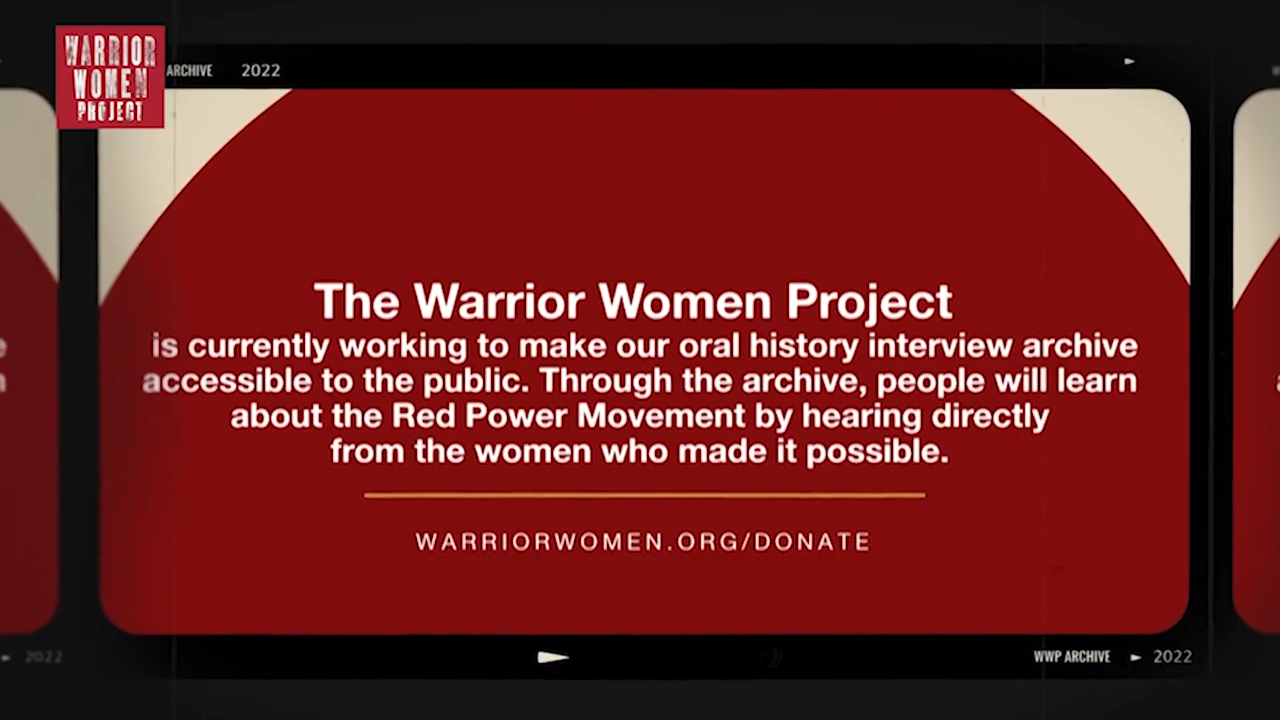 WARRIOR
WOMEN
PROJECT
ARCHIVE 2022
The Warrior Women Project
is currently working to make our oral history interview archive
accessible to the public. Through the archive, people will learn
about the Red Power Movement by hearing directly
from the women who made it possible.
WARRIORWOMEN.ORG/DONATE
2022
WWP ARCHIVE 2022